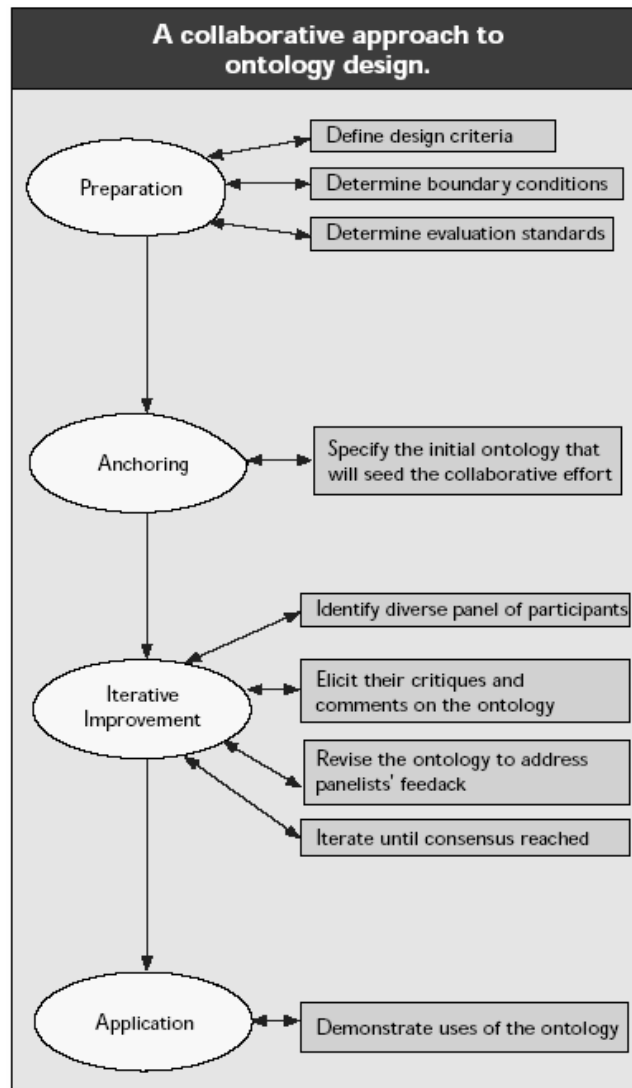 A collaborative approach to
ontology design.
Preparation
Define design criteria
Determine boundary conditions
Determine evaluation standards
Anchoring
Specify the initial ontology that
will seed the collaborative effort
Iterative
Improvement
Identify diverse panel of participants
Elicit their critiques and
comments on the ontology
Revise the ontology to address
panelists' feedack
Iterate until consensus reached
Application
Demonstrate uses of the ontology